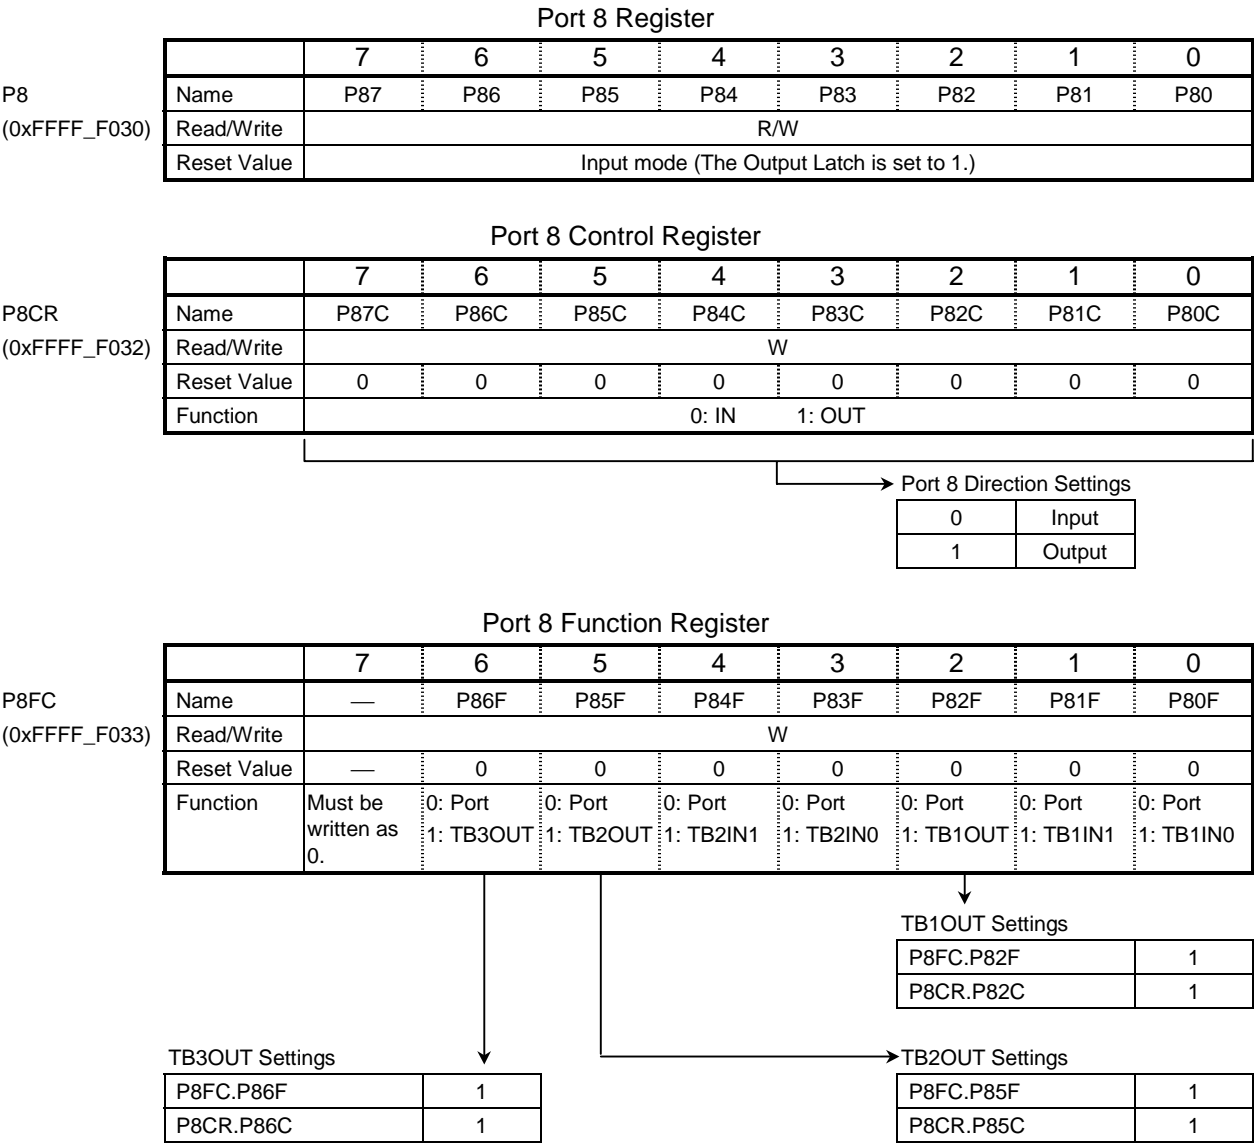 Port 8 Register
7 6 5 4 3 2 1 0
P8 Name P87 P86 P85 P84 P83 P82 P81 P80
(0xFFFF_F030) Read/Write R/W
Reset Value Input mode (The Output Latch is set to 1.)
Port 8 Control Register
7 6 5 4 3 2 1 0
P8CR Name P87C P86C P85C P84C P83C P82C P81C P80C
(0xFFFF_F032) Read/Write W
Reset Value 0 0 0 0 0 0 0 0
Function 0: IN 1: OUT
Port 8 Direction Settings
0 Input
1 Output
Port 8 Function Register
7 6 5 4 3 2 1 0
P8FC Name — P86F P85F P84F P83F P82F P81F P80F
(0xFFFF_F033) Read/Write W
Reset Value — 0 0 0 0 0 0 0
Function Must be 0: Port 0: Port 0: Port 0: Port 0: Port 0: Port 0: Port
written as 1: TB3OUT 1: TB2OUT 1: TB2IN1 1: TB2IN0 1: TB1OUT 1: TB1IN1 1: TB1IN0
0.
TB1OUT Settings
P8FC.P82F 1
P8CR.P82C 1
TB3OUT Settings TB2OUT Settings
P8FC.P86F 1 P8FC.P85F 1
P8CR.P86C 1 P8CR.P85C 1